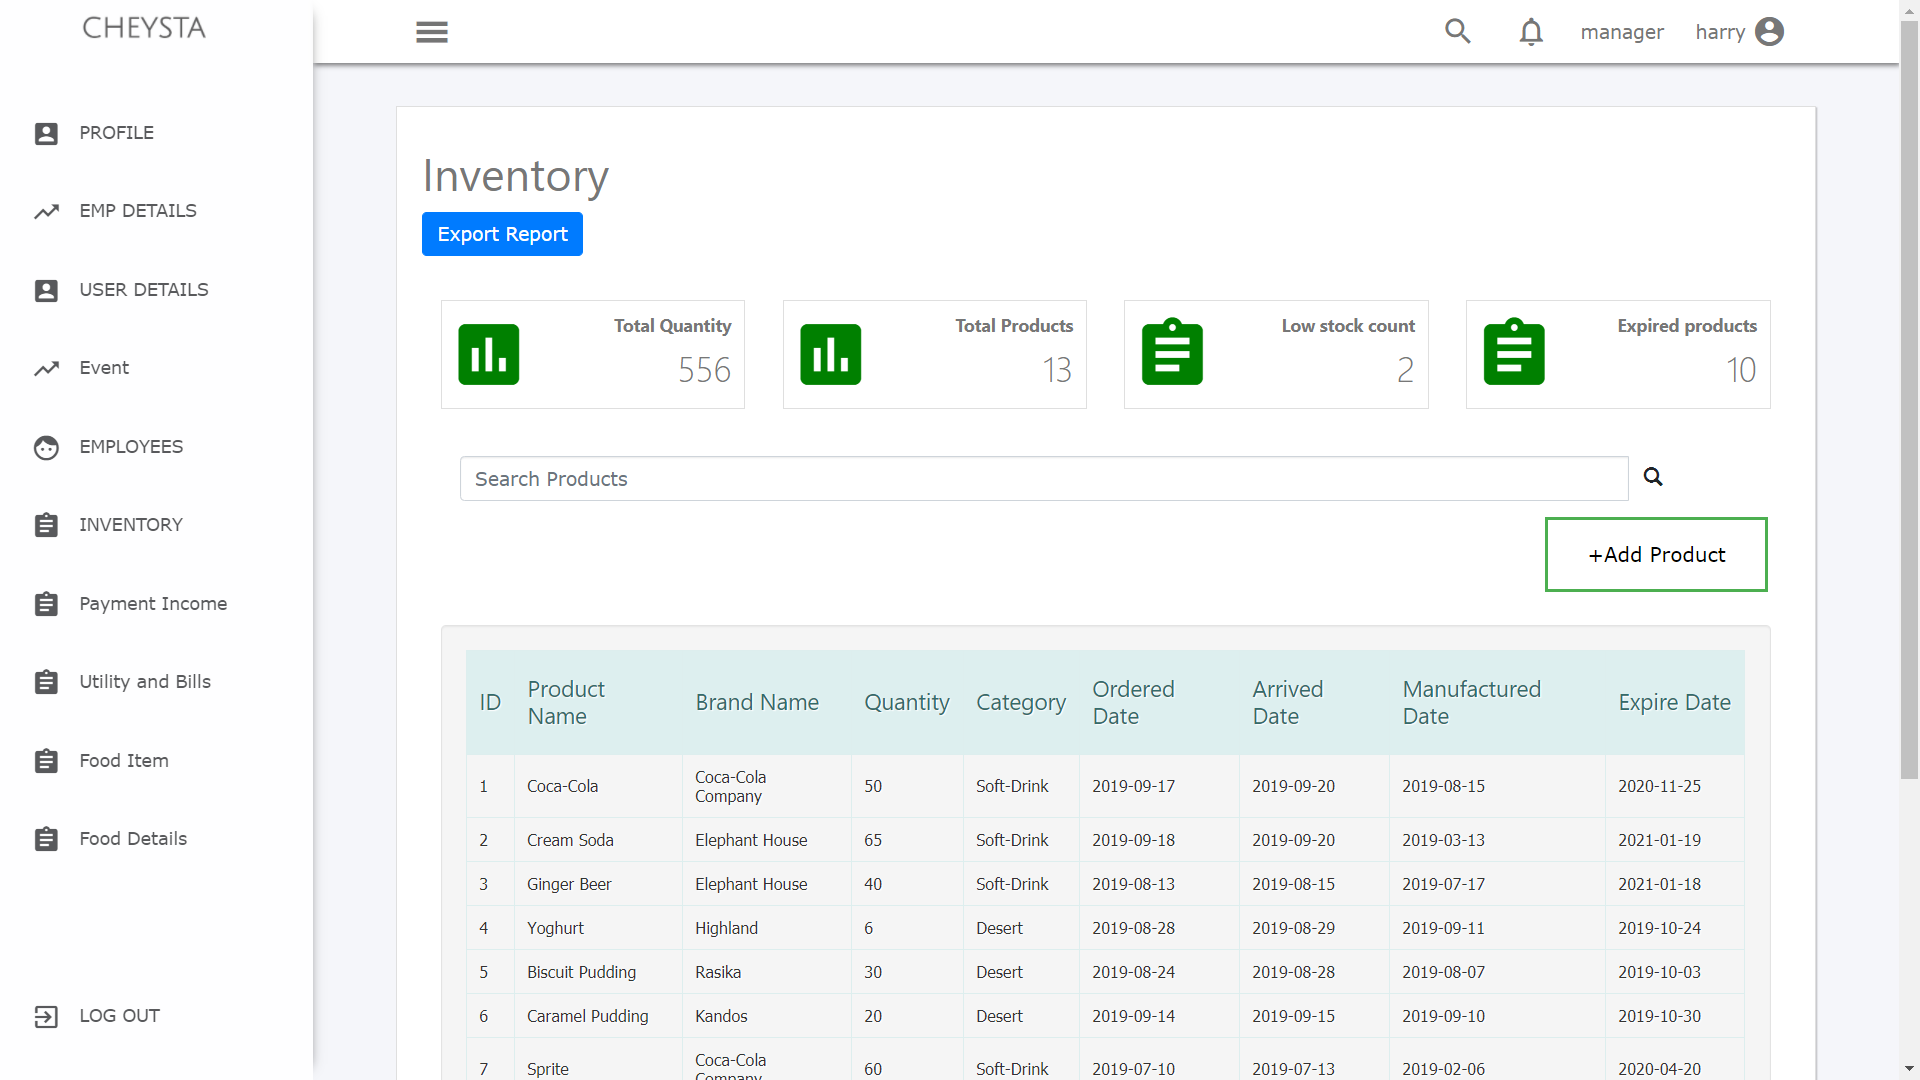 CHEYSTA
manager
harry
PROFILE
EMP DETAILS
USER DETAILS
Event
EMPLOYEES
INVENTORY
Payment Income
Utility and Bills
Food Item
Food Details
LOG OUT
Inventory
Export Report
Total Quantity
556
Total Products
13
Low stock count
2
Expired products
10
Search Products
+Add Product
ID Product Name Brand Name Quantity Category Ordered Date Arrived Date Manufactured Date Expire Date
1 Coca-Cola Coca-Cola Company 50 Soft-Drink 2019-09-17 2019-09-20 2019-08-15 2020-11-25
2 Cream Soda Elephant House 65 Soft-Drink 2019-09-18 2019-09-20 2019-03-13 2021-01-19
3 Ginger Beer Elephant House 40 Soft-Drink 2019-08-13 2019-08-15 2019-07-17 2021-01-18
4 Yoghurt Highland 6 Desert 2019-08-28 2019-08-29 2019-09-11 2019-10-24
5 Biscuit Pudding Rasika 30 Desert 2019-08-24 2019-08-28 2019-08-07 2019-10-03
6 Caramel Pudding Kandos 20 Desert 2019-09-14 2019-09-15 2019-09-10 2019-10-30
7 Sprite Coca-Cola Company 60 Soft-Drink 2019-07-10 2019-07-13 2019-02-06 2020-04-20